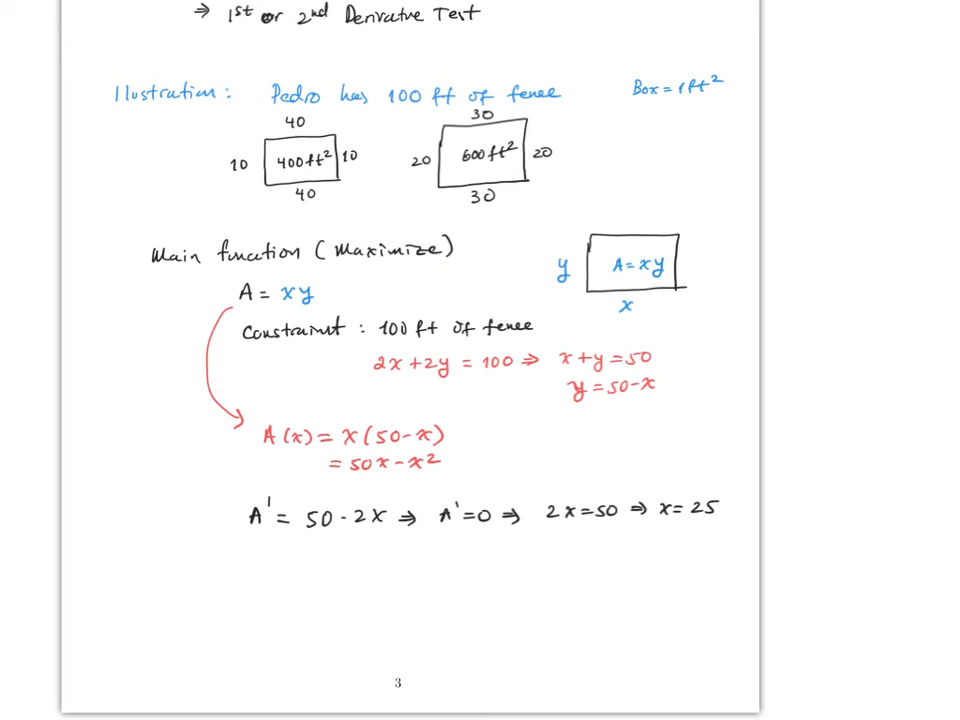 ⇒ 1st or 2nd Derivative Test
Ilustration: Pedro has 100 ft of fence
Box = 1 ft²
40
10 400 ft² 10
40
30
20 600 ft² 20
30
Main function (Maximize)
A = xy
y A = xy
x
Constraint : 100 ft of fence
2x + 2y = 100 ⇒ x + y = 50
y = 50 - x
A(x) = x(50 - x)
= 50x - x²
A' = 50 - 2x ⇒ A' = 0 ⇒ 2x = 50 ⇒ x = 25
3